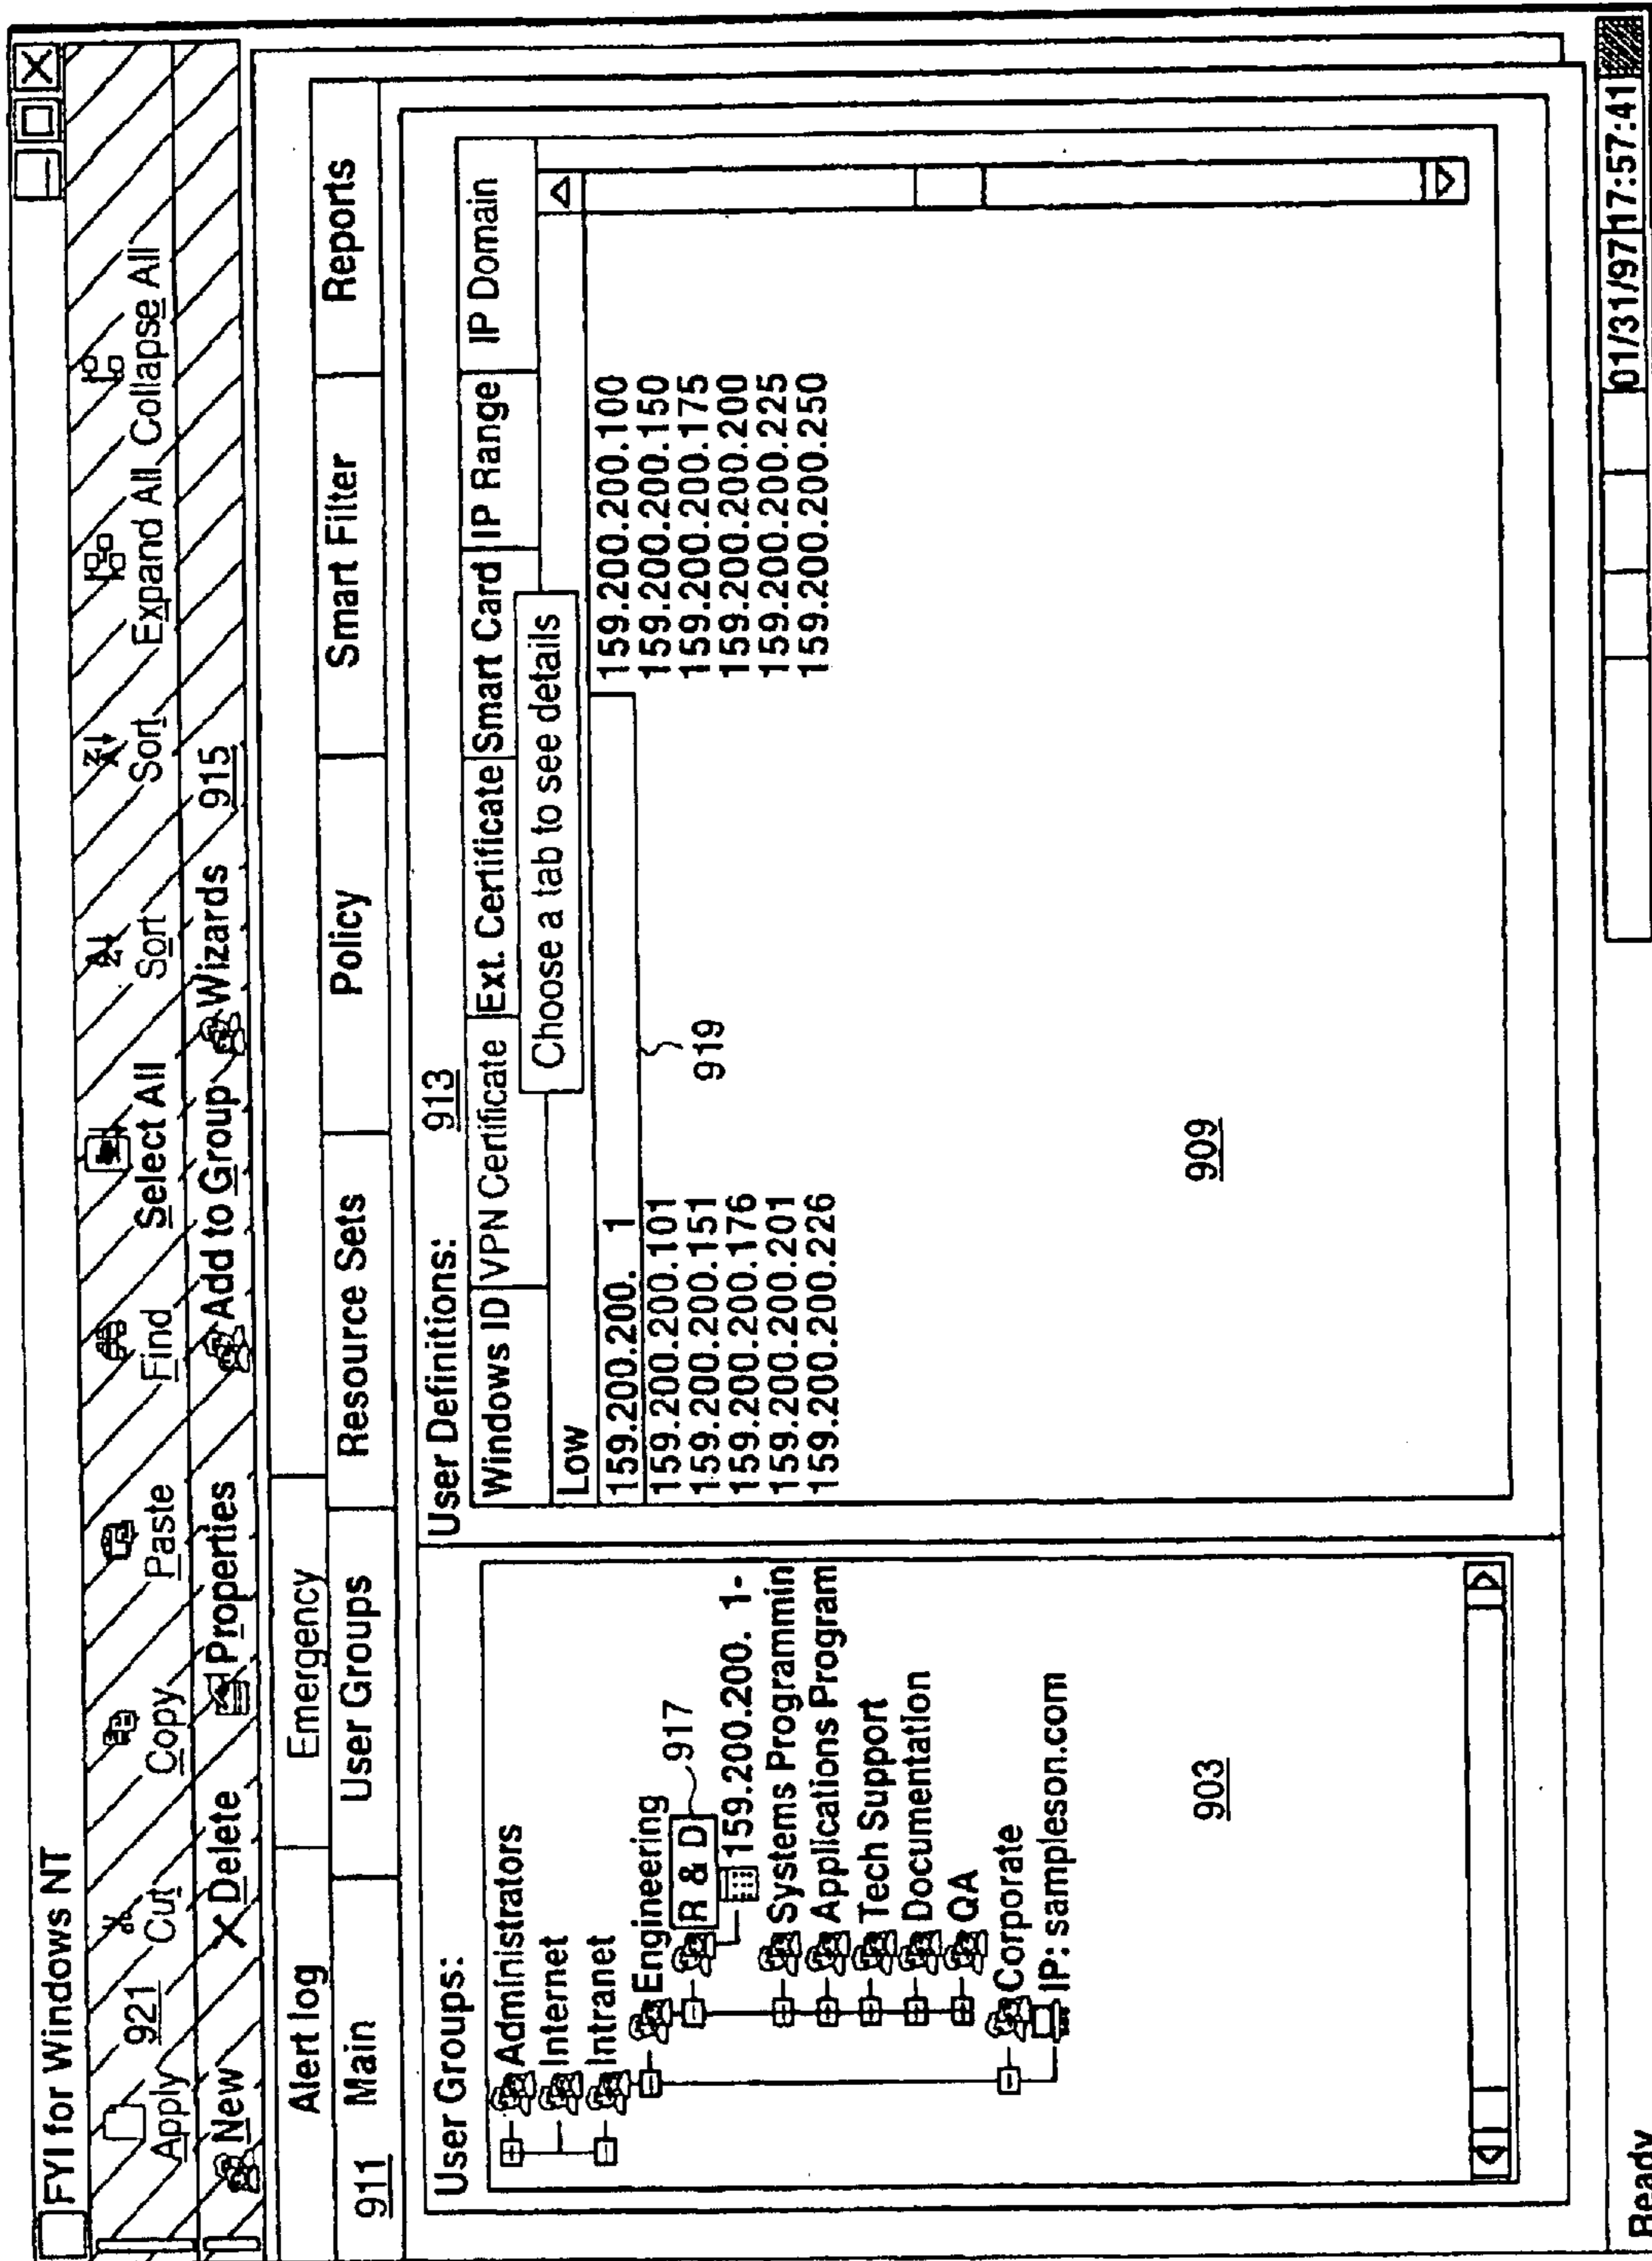 FYI for Windows NT
921
Apply Cut Copy Paste Find Select All Sort Sort Expand All Collapse All
New Delete Properties Add to Group Wizards 915
Alert log Emergency
911 Main User Groups Resource Sets Policy Smart Filter Reports
User Groups:
Administrators
Internet
Intranet
Engineering
R & D 917
159.200.200. 1-
Systems Programmin
Applications Program
Tech Support
Documentation
QA
Corporate
IP: sampleson.com
903
User Definitions: 913
Windows ID VPN Certificate Ext. Certificate Smart Card IP Range IP Domain
Choose a tab to see details
Low
159.200.200. 1 159.200.200.100
159.200.200.101 159.200.200.150
159.200.200.151 159.200.200.175
159.200.200.176 159.200.200.200
159.200.200.201 159.200.200.225
159.200.200.226 159.200.200.250
919
909
Ready 01/31/97 17:57:41